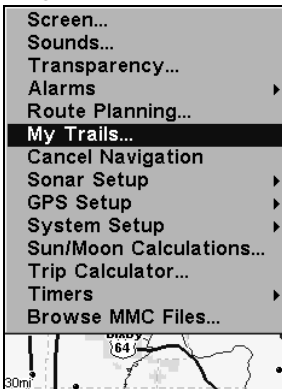 Screen...
Sounds...
Transparency...
Alarms
Route Planning...
My Trails...
Cancel Navigation
Sonar Setup
GPS Setup
System Setup
Sun/Moon Calculations...
Trip Calculator...
Timers
Browse MMC Files...
Bixby
64
30mi